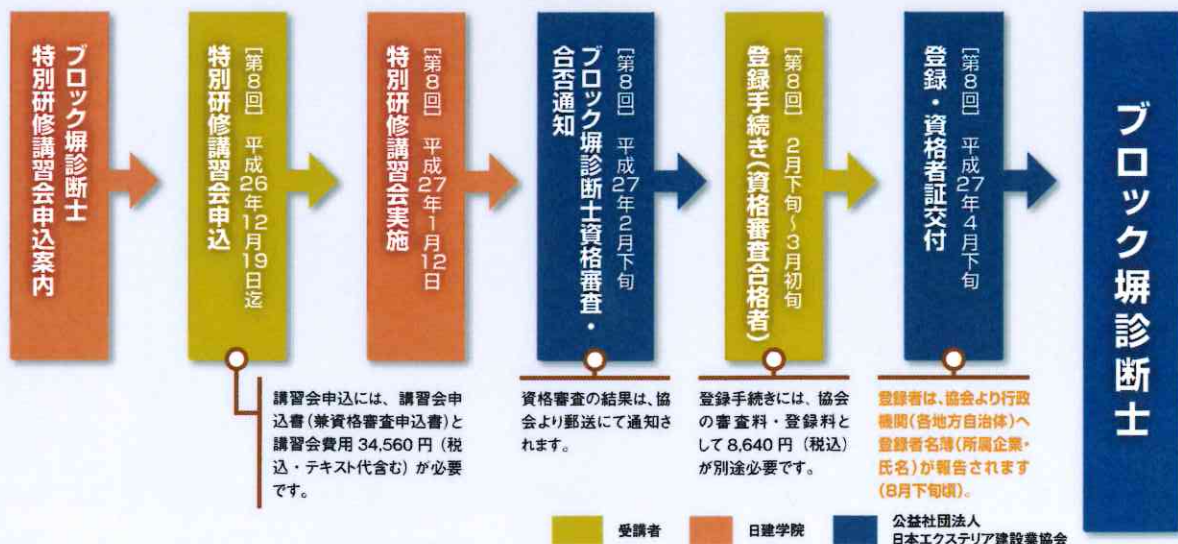 ブロック塀診断士
特別研修講習会申込案内
[第8回] 平成26年12月19日迄
特別研修講習会申込
[第8回] 平成27年1月12日
特別研修講習会実施
[第8回] 平成27年2月下旬
ブロック塀診断士資格審査・
合否通知
[第8回] 2月下旬~3月初旬
登録手続き(資格審査合格者)
[第8回] 平成27年4月下旬
登録・資格者証交付
ブロック塀診断士
講習会申込には、講習会申
込書(兼資格審査申込書)と
講習会費用34,560円(税
込・テキスト代含む)が必要
です。
資格審査の結果は、協
会より郵送にて通知さ
れます。
登録手続きには、協会
の審査料・登録料と
して8,640円(税込)
が別途必要です。
登録者は、協会より行政
機関(各地方自治体)へ
登録者名簿(所属企業・
氏名)が報告されます
(8月下旬頃)。
受講者
日建学院
公益社団法人
日本エクステリア建設業協会